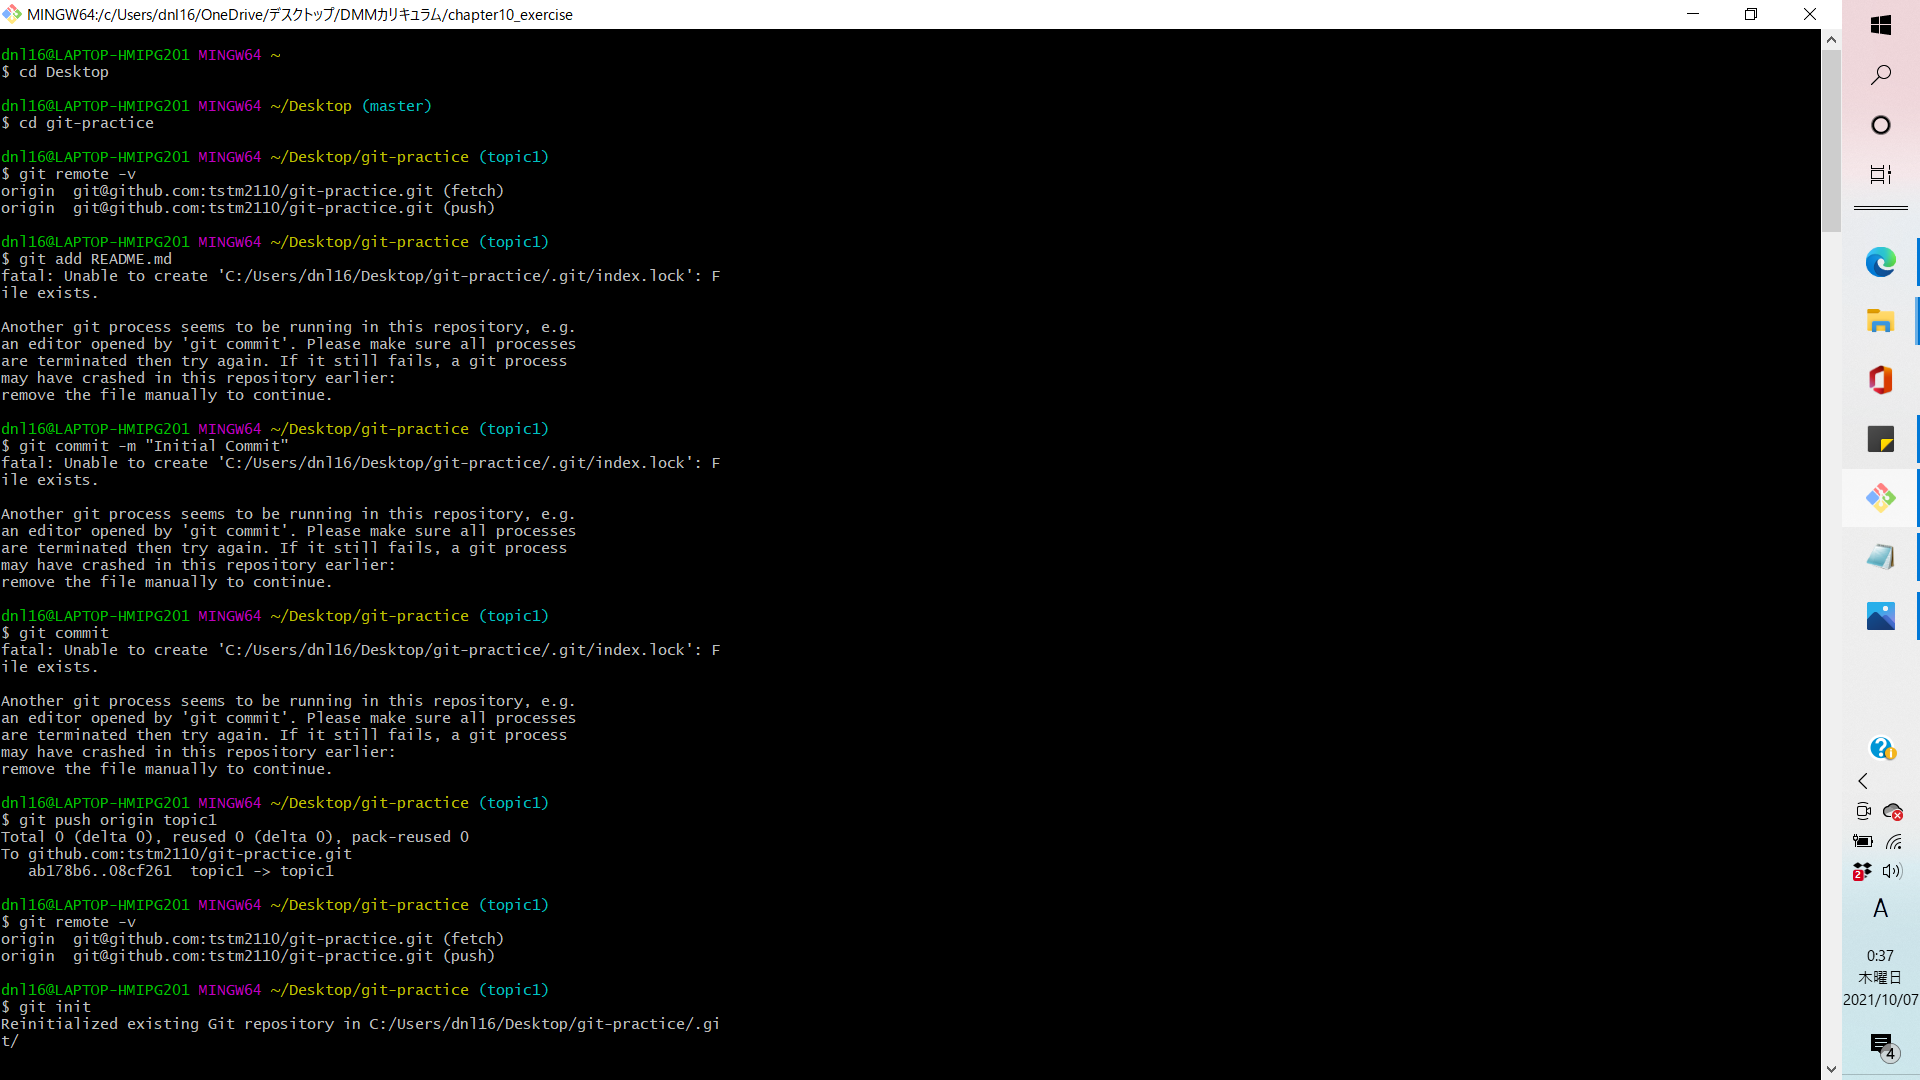 MINGW64:/c/Users/dnl16/OneDrive/デスクトップ/DMMカリキュラム/chapter10_exercise
dnl16@LAPTOP-HMIPG201 MINGW64 ~
$ cd Desktop
dnl16@LAPTOP-HMIPG201 MINGW64 ~/Desktop (master)
$ cd git-practice
dnl16@LAPTOP-HMIPG201 MINGW64 ~/Desktop/git-practice (topic1)
$ git remote -v
origin  git@github.com:tstm2110/git-practice.git (fetch)
origin  git@github.com:tstm2110/git-practice.git (push)
dnl16@LAPTOP-HMIPG201 MINGW64 ~/Desktop/git-practice (topic1)
$ git add README.md
fatal: Unable to create 'C:/Users/dnl16/Desktop/git-practice/.git/index.lock': F
ile exists.
Another git process seems to be running in this repository, e.g.
an editor opened by 'git commit'. Please make sure all processes
are terminated then try again. If it still fails, a git process
may have crashed in this repository earlier:
remove the file manually to continue.
dnl16@LAPTOP-HMIPG201 MINGW64 ~/Desktop/git-practice (topic1)
$ git commit -m "Initial Commit"
fatal: Unable to create 'C:/Users/dnl16/Desktop/git-practice/.git/index.lock': F
ile exists.
Another git process seems to be running in this repository, e.g.
an editor opened by 'git commit'. Please make sure all processes
are terminated then try again. If it still fails, a git process
may have crashed in this repository earlier:
remove the file manually to continue.
dnl16@LAPTOP-HMIPG201 MINGW64 ~/Desktop/git-practice (topic1)
$ git commit
fatal: Unable to create 'C:/Users/dnl16/Desktop/git-practice/.git/index.lock': F
ile exists.
Another git process seems to be running in this repository, e.g.
an editor opened by 'git commit'. Please make sure all processes
are terminated then try again. If it still fails, a git process
may have crashed in this repository earlier:
remove the file manually to continue.
dnl16@LAPTOP-HMIPG201 MINGW64 ~/Desktop/git-practice (topic1)
$ git push origin topic1
Total 0 (delta 0), reused 0 (delta 0), pack-reused 0
To github.com:tstm2110/git-practice.git
   ab178b6..08cf261  topic1 -> topic1
dnl16@LAPTOP-HMIPG201 MINGW64 ~/Desktop/git-practice (topic1)
$ git remote -v
origin  git@github.com:tstm2110/git-practice.git (fetch)
origin  git@github.com:tstm2110/git-practice.git (push)
dnl16@LAPTOP-HMIPG201 MINGW64 ~/Desktop/git-practice (topic1)
$ git init
Reinitialized existing Git repository in C:/Users/dnl16/Desktop/git-practice/.gi
t/
2
A
0:37
木曜日
2021/10/07
4